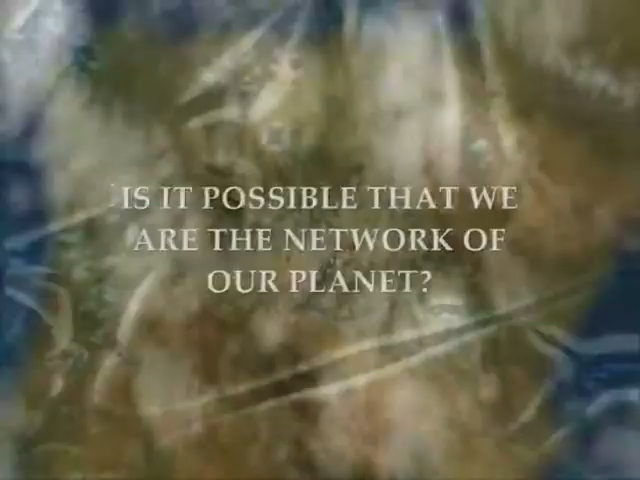 IS IT POSSIBLE THAT WE
ARE THE NETWORK OF
OUR PLANET?